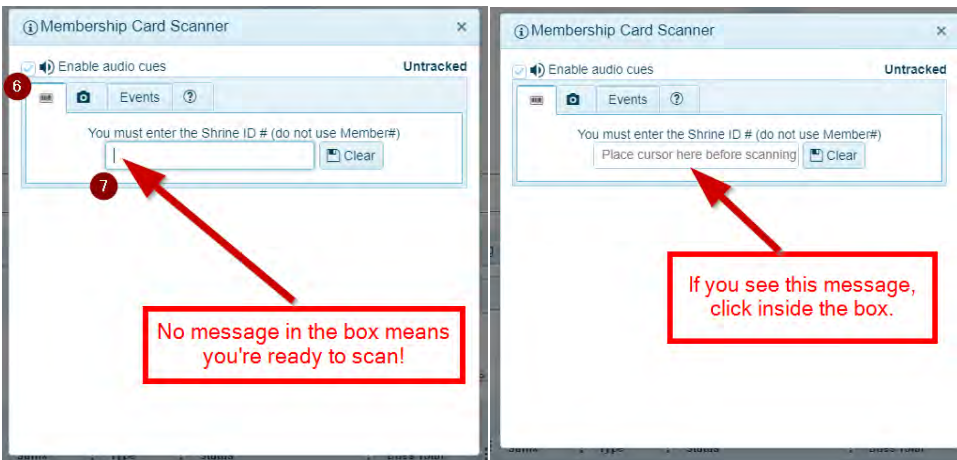 Membership Card Scanner ×
Enable audio cues Untracked
6
Events ?
You must enter the Shrine ID # (do not use Member#)
Clear
7
No message in the box means
you're ready to scan!
Membership Card Scanner ×
Enable audio cues Untracked
Events ?
You must enter the Shrine ID # (do not use Member#)
Place cursor here before scanning Clear
If you see this message,
click inside the box.